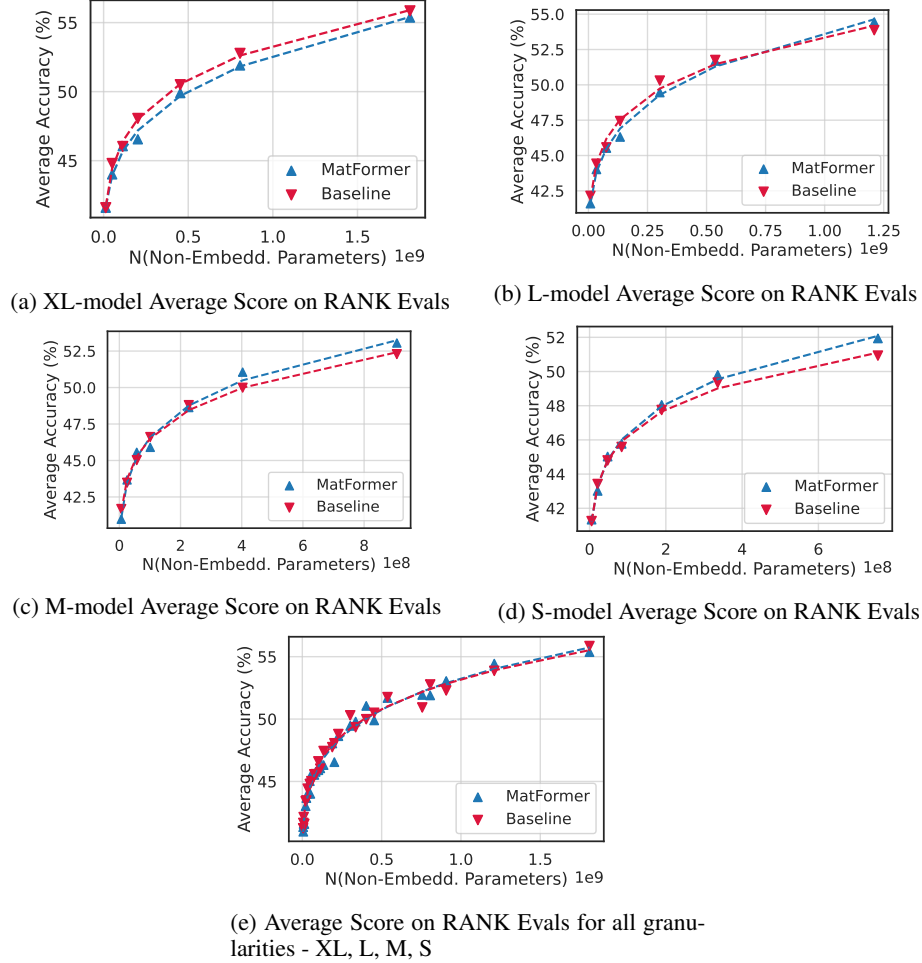 55
50
45
Average Accuracy (%)
MatFormer
Baseline
0.0 0.5 1.0 1.5
N(Non-Embedd. Parameters) 1e9
(a) XL-model Average Score on RANK Evals
55.0
52.5
50.0
47.5
45.0
42.5
Average Accuracy (%)
MatFormer
Baseline
0.00 0.25 0.50 0.75 1.00 1.25
1e9
N(Non-Embedd. Parameters)
(b) L-model Average Score on RANK Evals
52.5
50.0
47.5
45.0
42.5
Average Accuracy (%)
MatFormer
Baseline
0 2 4 6 8
N(Non-Embedd. Parameters) 1e8
(c) M-model Average Score on RANK Evals
52
50
48
46
44
42
Average Accuracy (%)
MatFormer
Baseline
0 2 4 6
N(Non-Embedd. Parameters) 1e8
(d) S-model Average Score on RANK Evals
55
50
45
Average Accuracy (%)
MatFormer
Baseline
0.0 0.5 1.0 1.5
N(Non-Embedd. Parameters) 1e9
(e) Average Score on RANK Evals for all granu-
larities - XL, L, M, S